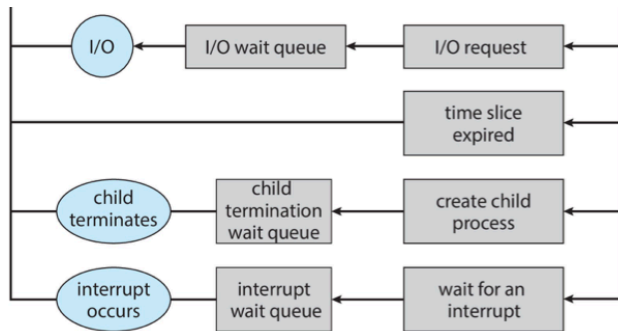 I/O
I/O wait queue
I/O request
time slice
expired
child
terminates
child
termination
wait queue
create child
process
interrupt
occurs
interrupt
wait queue
wait for an
interrupt